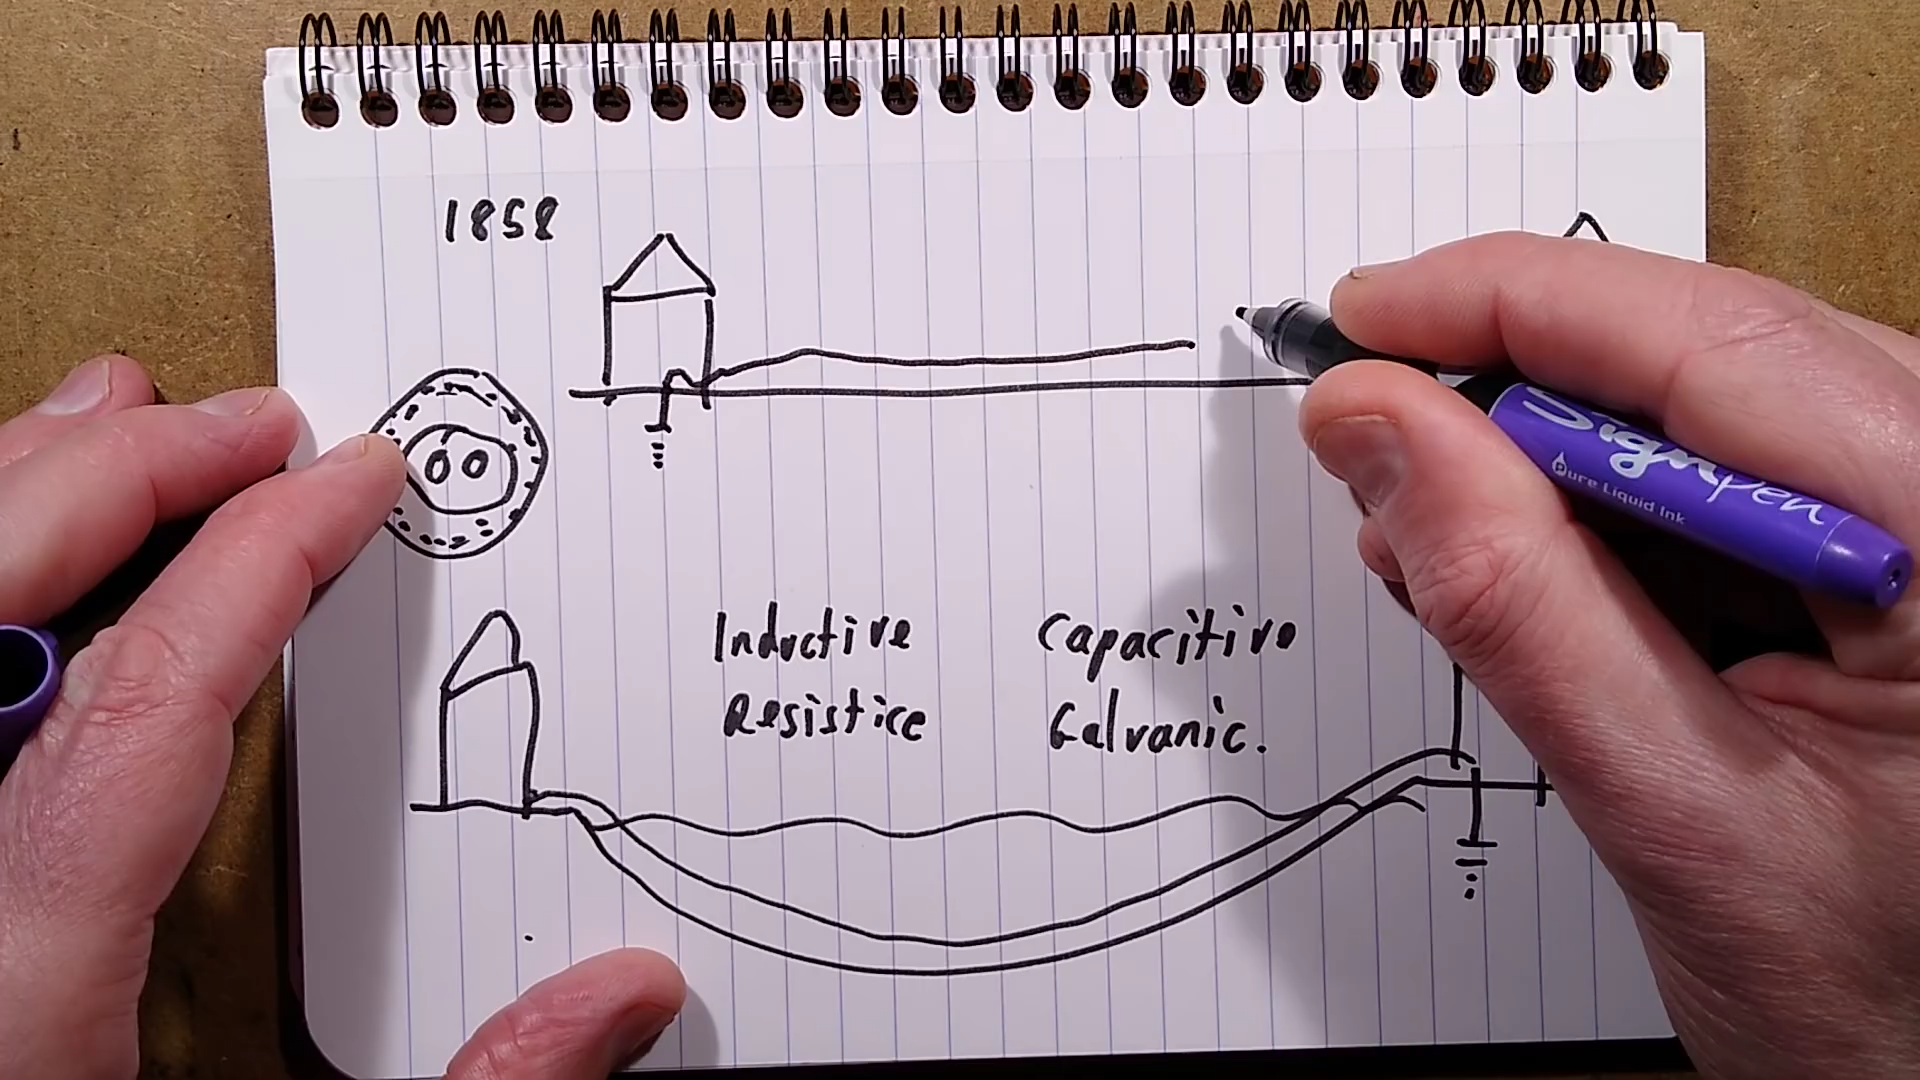 1858
Inductive
Resistice
Capacitive
Galvanic.
Sign pen
Pure Liquid Ink